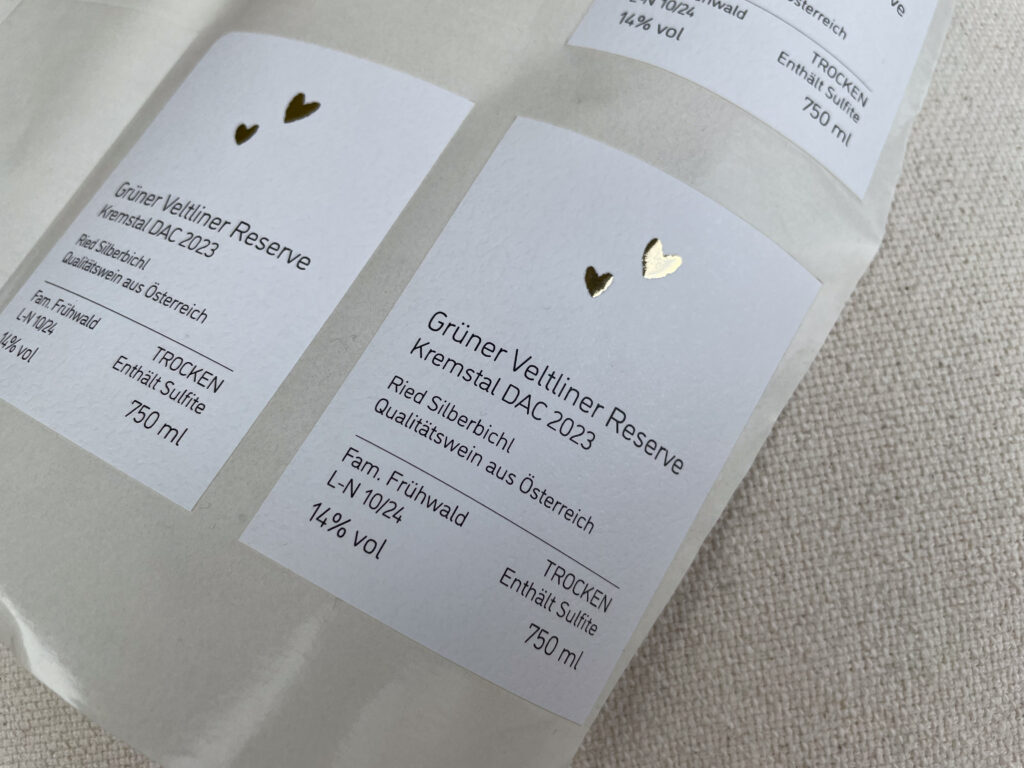 Grüner Veltliner Reserve
Kremstal DAC 2023
Ried Silberbichl
Qualitätswein aus Österreich
Fam. Frühwald
L-N 10/24
14% vol
TROCKEN
Enthält Sulfite
750 ml
Grüner Veltliner Reserve
Kremstal DAC 2023
Ried Silberbichl
Qualitätswein aus Österreich
Fam. Frühwald
L-N 10/24
14% vol
TROCKEN
Enthält Sulfite
750 ml
14% vol
TROCKEN
Enthält Sulfite
750 ml